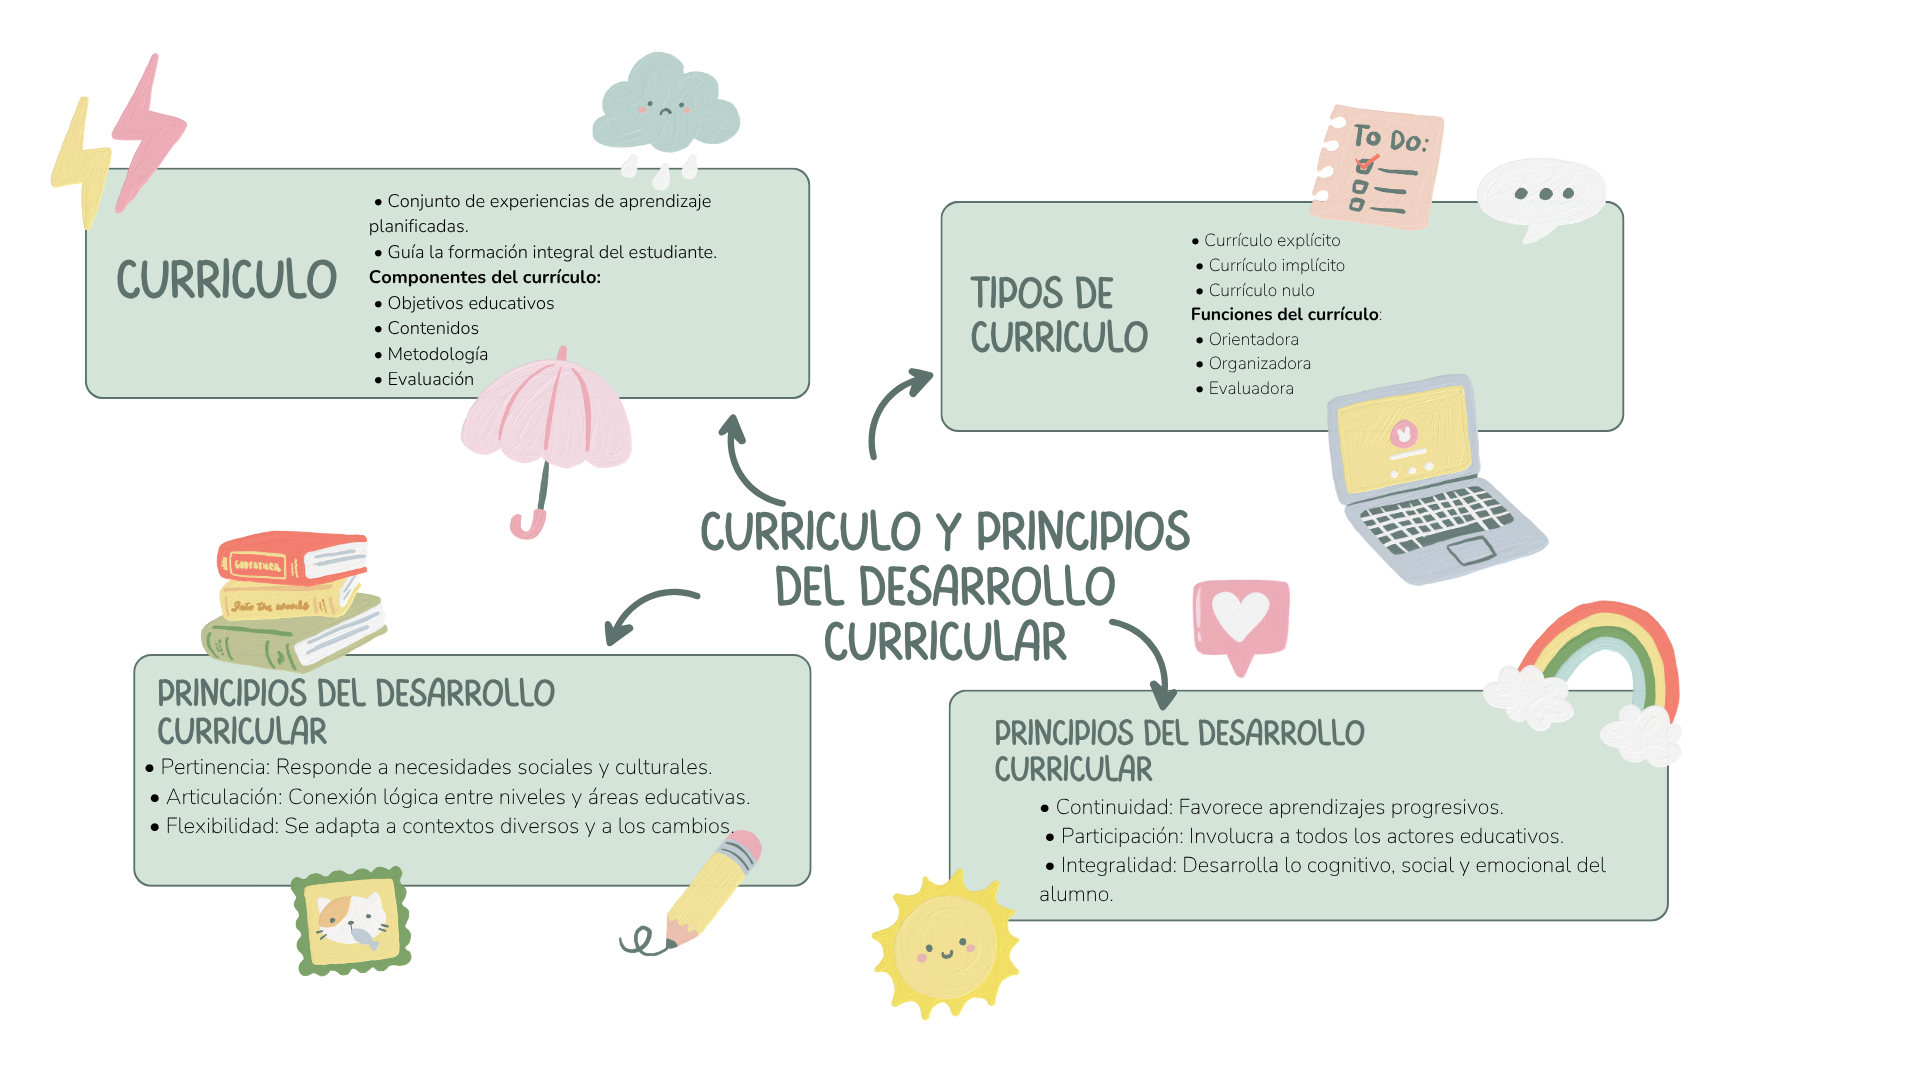 CURRICULO
• Conjunto de experiencias de aprendizaje
planificadas.
• Guía la formación integral del estudiante.
Componentes del currículo:
• Objetivos educativos
• Contenidos
• Metodología
• Evaluación
To Do:
TIPOS DE
CURRICULO
• Currículo explícito
• Currículo implícito
• Currículo nulo
Funciones del currículo:
• Orientadora
• Organizadora
• Evaluadora
CURRICULO Y PRINCIPIOS
DEL DESARROLLO
CURRICULAR
GODFATHER
Into the woods
PRINCIPIOS DEL DESARROLLO
CURRICULAR
• Pertinencia: Responde a necesidades sociales y culturales.
• Articulación: Conexión lógica entre niveles y áreas educativas.
• Flexibilidad: Se adapta a contextos diversos y a los cambios.
PRINCIPIOS DEL DESARROLLO
CURRICULAR
• Continuidad: Favorece aprendizajes progresivos.
• Participación: Involucra a todos los actores educativos.
• Integralidad: Desarrolla lo cognitivo, social y emocional del
alumno.